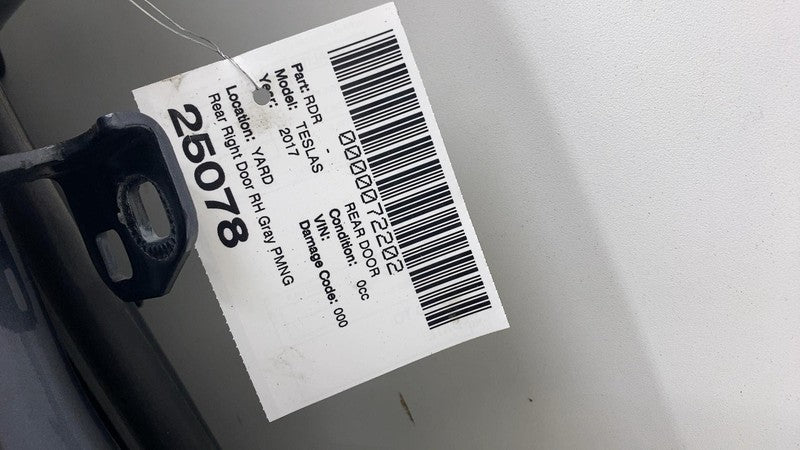 0000072202
Part: RDR - REAR DOOR
Model: TESLAS Condition: 0cc
Year: 2017 VIN:
Damage Code: 000
Location: YARD
Rear Right Door RH Gray PMNG
25078